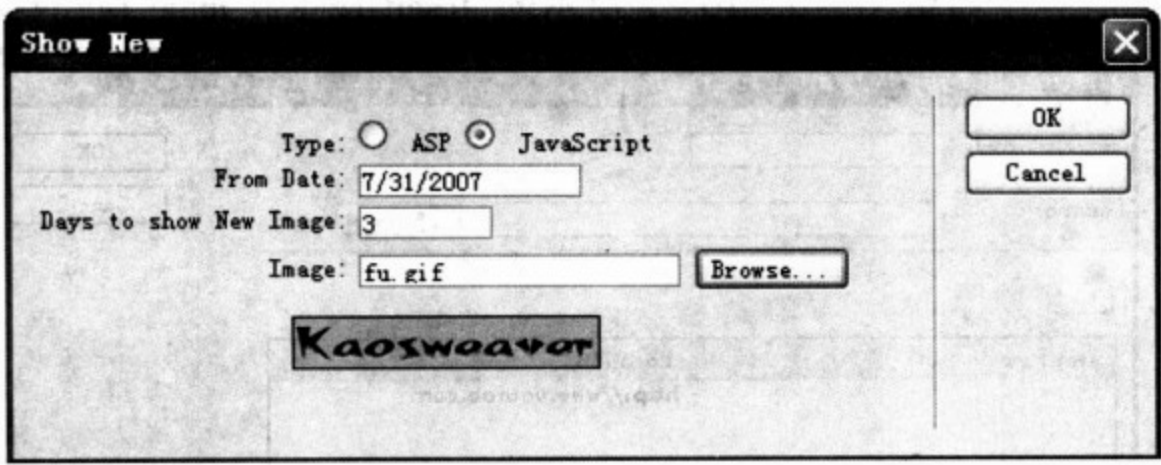 Show New
Type: ASP JavaScript
From Date: 7/31/2007
Days to show New Image: 3
Image: fu.gif Browse...
Kaosweaver
OK
Cancel